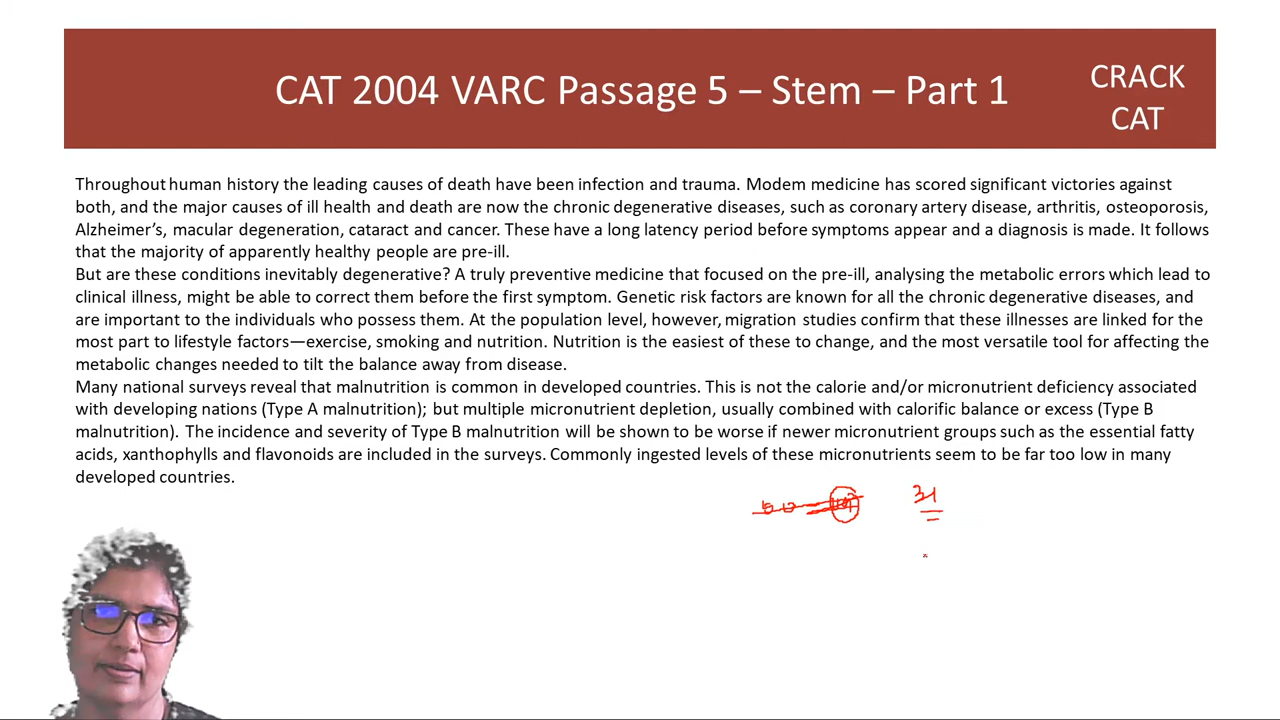 CAT 2004 VARC Passage 5 – Stem – Part 1
CRACK
CAT
Throughout human history the leading causes of death have been infection and trauma. Modem medicine has scored significant victories against
both, and the major causes of ill health and death are now the chronic degenerative diseases, such as coronary artery disease, arthritis, osteoporosis,
Alzheimer’s, macular degeneration, cataract and cancer. These have a long latency period before symptoms appear and a diagnosis is made. It follows
that the majority of apparently healthy people are pre-ill.
But are these conditions inevitably degenerative? A truly preventive medicine that focused on the pre-ill, analysing the metabolic errors which lead to
clinical illness, might be able to correct them before the first symptom. Genetic risk factors are known for all the chronic degenerative diseases, and
are important to the individuals who possess them. At the population level, however, migration studies confirm that these illnesses are linked for the
most part to lifestyle factors—exercise, smoking and nutrition. Nutrition is the easiest of these to change, and the most versatile tool for affecting the
metabolic changes needed to tilt the balance away from disease.
Many national surveys reveal that malnutrition is common in developed countries. This is not the calorie and/or micronutrient deficiency associated
with developing nations (Type A malnutrition); but multiple micronutrient depletion, usually combined with calorific balance or excess (Type B
malnutrition). The incidence and severity of Type B malnutrition will be shown to be worse if newer micronutrient groups such as the essential fatty
acids, xanthophylls and flavonoids are included in the surveys. Commonly ingested levels of these micronutrients seem to be far too low in many
developed countries.